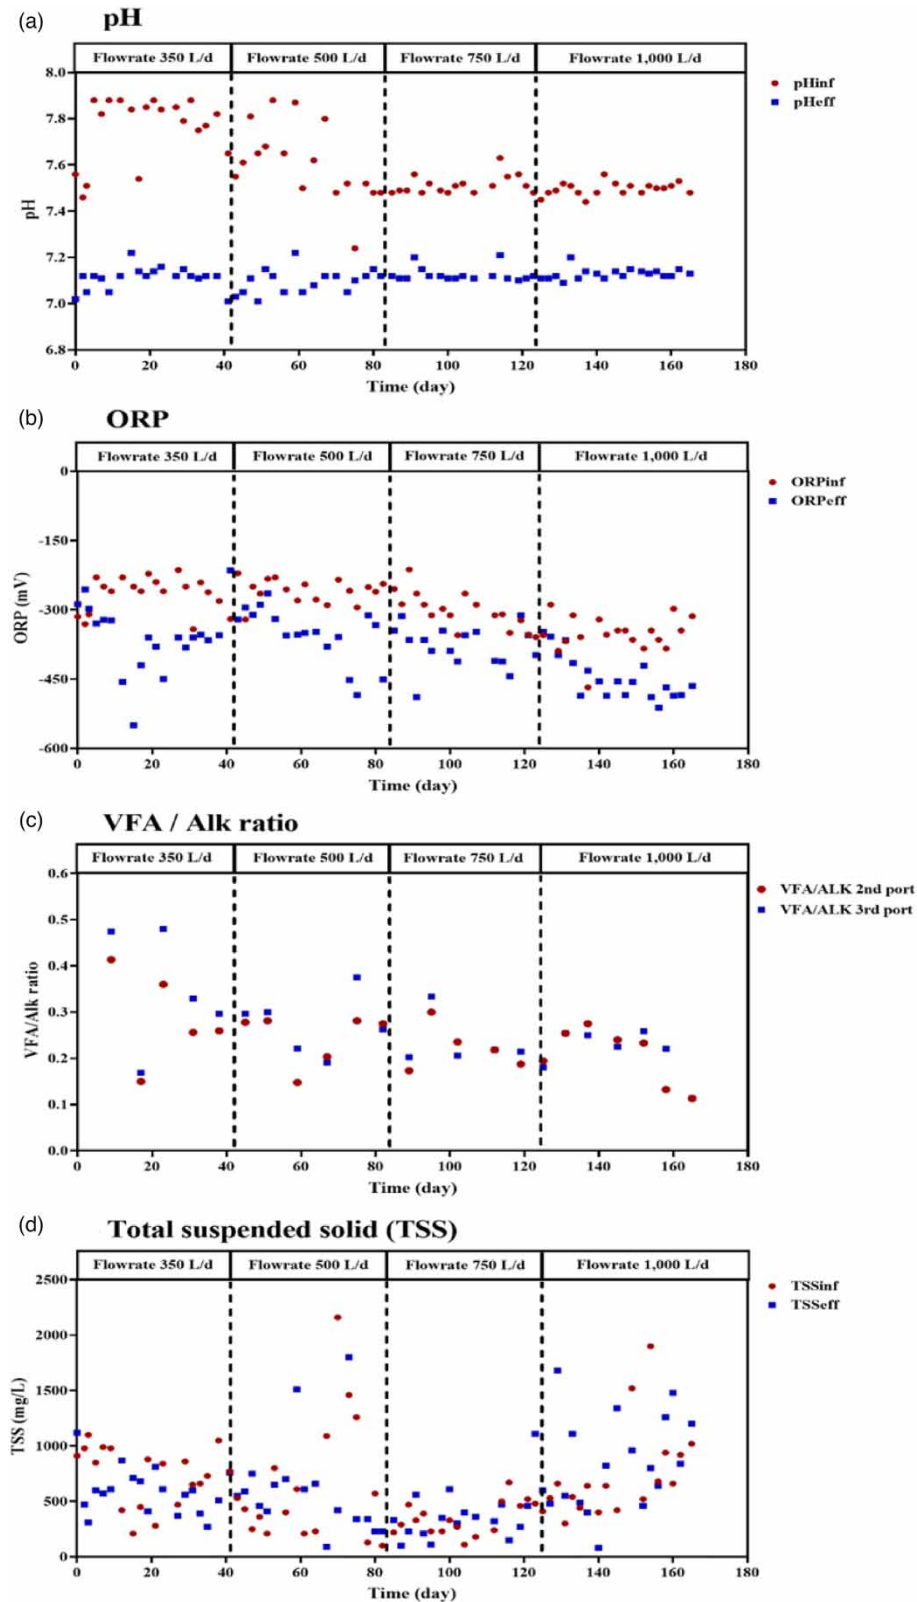 (a)
pH
Flowrate 350 L/d Flowrate 500 L/d Flowrate 750 L/d Flowrate 1,000 L/d
8.0
7.8
7.6
7.4
7.2
7.0
6.8
pH
0 20 40 60 80 100 120 140 160 180
Time (day)
pHinf
pHeff
(b)
ORP
Flowrate 350 L/d Flowrate 500 L/d Flowrate 750 L/d Flowrate 1,000 L/d
0
-150
-300
-450
-600
ORP (mV)
0 20 40 60 80 100 120 140 160 180
Time (day)
ORPinf
ORPeff
(c)
VFA / Alk ratio
Flowrate 350 L/d Flowrate 500 L/d Flowrate 750 L/d Flowrate 1,000 L/d
0.6
0.5
0.4
0.3
0.2
0.1
0.0
VFA/Alk ratio
0 20 40 60 80 100 120 140 160 180
Time (day)
VFA/ALK 2nd port
VFA/ALK 3rd port
(d)
Total suspended solid (TSS)
Flowrate 350 L/d Flowrate 500 L/d Flowrate 750 L/d Flowrate 1,000 L/d
2500
2000
1500
1000
500
0
TSS (mg/L)
0 20 40 60 80 100 120 140 160 180
Time (day)
TSSinf
TSSeff